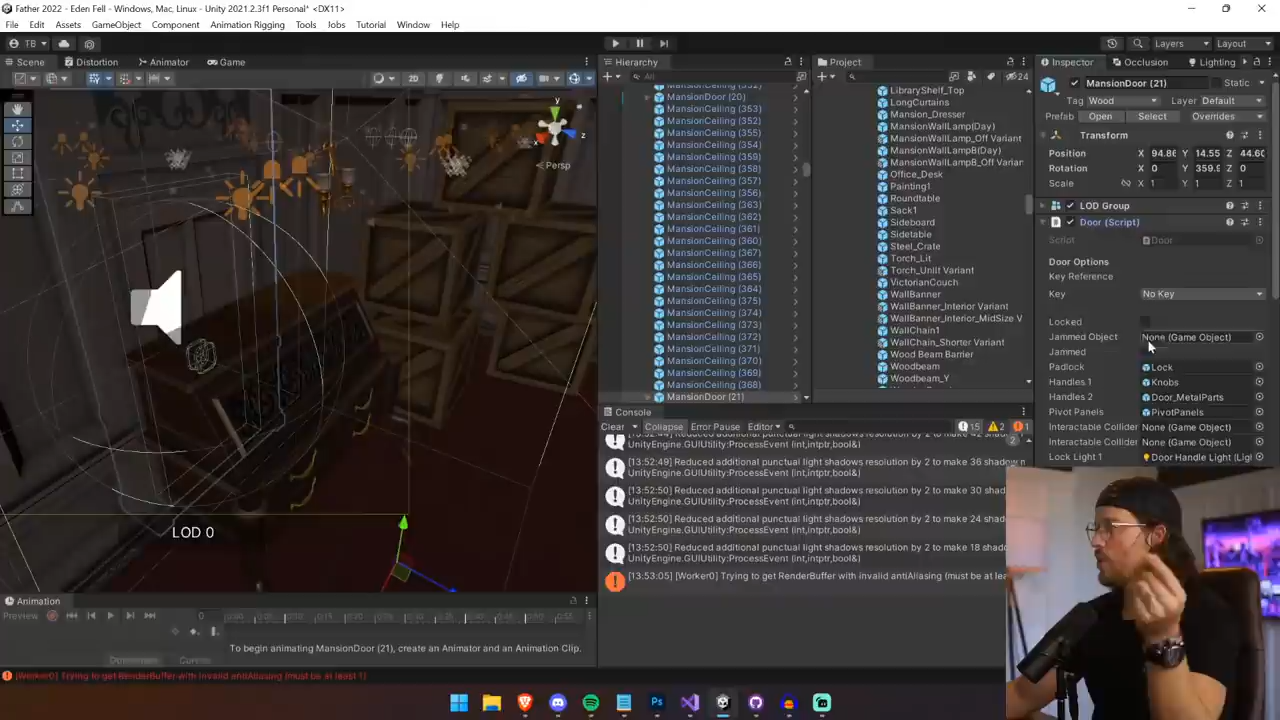 Father 2022 - Eden Fell - Windows, Mac, Linux - Unity 2021.2.3f1 Personal* <DX11>
File Edit Assets GameObject Component Animation Rigging Tools Jobs Tutorial Window Help
TB
Layers
Layout
Scene
Distortion
Animator
Game
2D
y
x
z
Persp
LOD 0
Hierarchy
All
MansionDoor (20)
MansionCeiling (353)
MansionCeiling (352)
MansionCeiling (355)
MansionCeiling (354)
MansionCeiling (359)
MansionCeiling (358)
MansionCeiling (357)
MansionCeiling (356)
MansionCeiling (363)
MansionCeiling (362)
MansionCeiling (361)
MansionCeiling (360)
MansionCeiling (367)
MansionCeiling (366)
MansionCeiling (365)
MansionCeiling (364)
MansionCeiling (375)
MansionCeiling (374)
MansionCeiling (373)
MansionCeiling (372)
MansionCeiling (371)
MansionCeiling (370)
MansionCeiling (369)
MansionCeiling (368)
MansionDoor (21)
Project
24
LibraryShelf_Top
LongCurtains
Mansion_Dresser
MansionWallLamp(Day)
MansionWallLamp_Off Variant
MansionWallLampB(Day)
MansionWallLampB_Off Varian
Office_Desk
Painting1
Roundtable
Sack1
Sideboard
Sidetable
Steel_Crate
Torch_Lit
Torch_Unlit Variant
VictorianCouch
WallBanner
WallBanner_Interior Variant
WallBanner_Interior_MidSize V
WallChain1
WallChain_Shorter Variant
Wood Beam Barrier
Woodbeam
Woodbeam_Y
Inspector
Occlusion
Lighting
MansionDoor (21)
Static
Tag Wood Layer Default
Prefab Open Select Overrides
Transform
Position X 94.86 Y 14.55 Z 44.60
Rotation X 0 Y 359.9 Z 0
Scale X 1 Y 1 Z 1
LOD Group
Door (Script)
Script Door
Door Options
Key Reference
Key No Key
Locked
Jammed Object None (Game Object)
Jammed
Padlock Lock
Handles 1 Knobs
Handles 2 Door_MetalParts
Pivot Panels PivotPanels
Interactable Collider None (Game Object)
Interactable Collider None (Game Object)
Lock Light 1 Door Handle Light (Ligh
Console
Clear Collapse Error Pause Editor
15 2 1
UnityEngine.GUIUtility:ProcessEvent (int,intptr,bool&)
2
[13:52:49] Reduced additional punctual light shadows resolution by 2 to make 36 shadow
UnityEngine.GUIUtility:ProcessEvent (int,intptr,bool&)
[13:52:50] Reduced additional punctual light shadows resolution by 2 to make 30 shad
UnityEngine.GUIUtility:ProcessEvent (int,intptr,bool&)
[13:52:50] Reduced additional punctual light shadows resolution by 2 to make 24 shad
UnityEngine.GUIUtility:ProcessEvent (int,intptr,bool&)
[13:52:50] Reduced additional punctual light shadows resolution by 2 to make 18 shado
UnityEngine.GUIUtility:ProcessEvent (int,intptr,bool&)
[13:53:05] [Worker0] Trying to get RenderBuffer with invalid antiAliasing (must be at lea
Animation
Preview 0
0:00
To begin animating MansionDoor (21), create an Animator and an Animation Clip.
Dopesheet Curves
[Worker0] Trying to get RenderBuffer with invalid antiAliasing (must be at least 1)